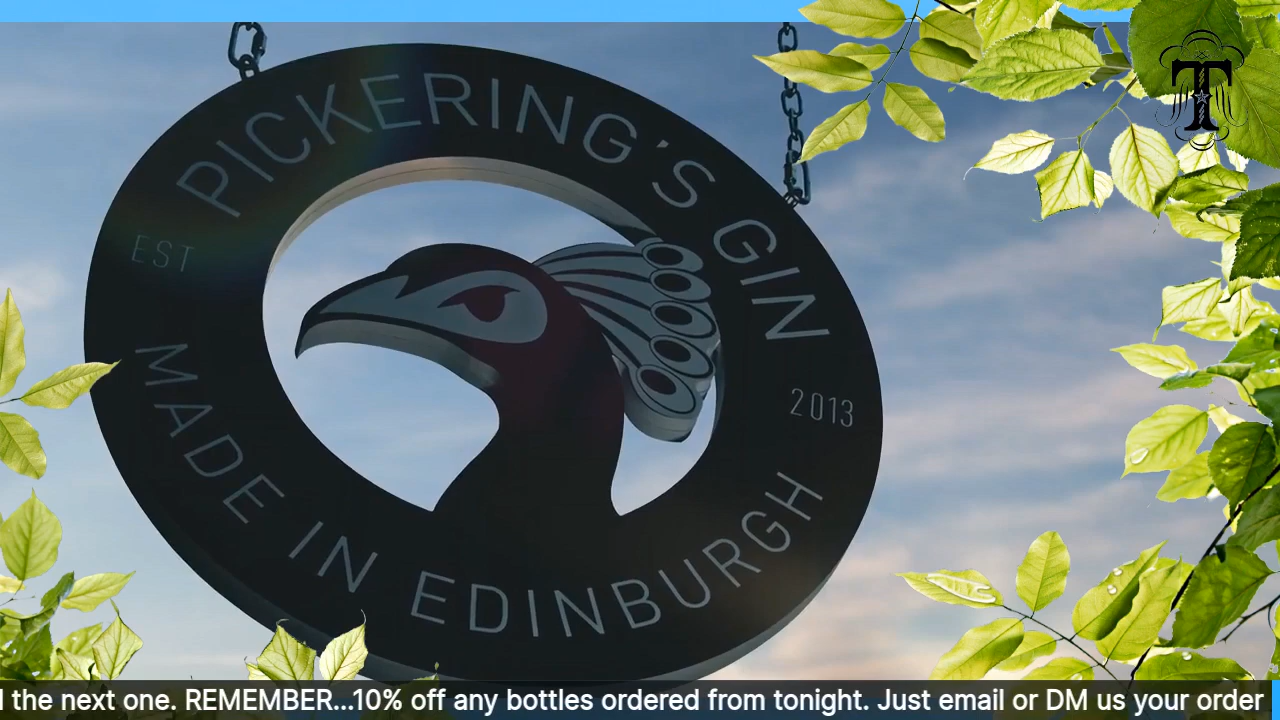 PICKERING'S GIN
EST
2013
MADE IN EDINBURGH
T
the next one. REMEMBER...10% off any bottles ordered from tonight. Just email or DM us your order